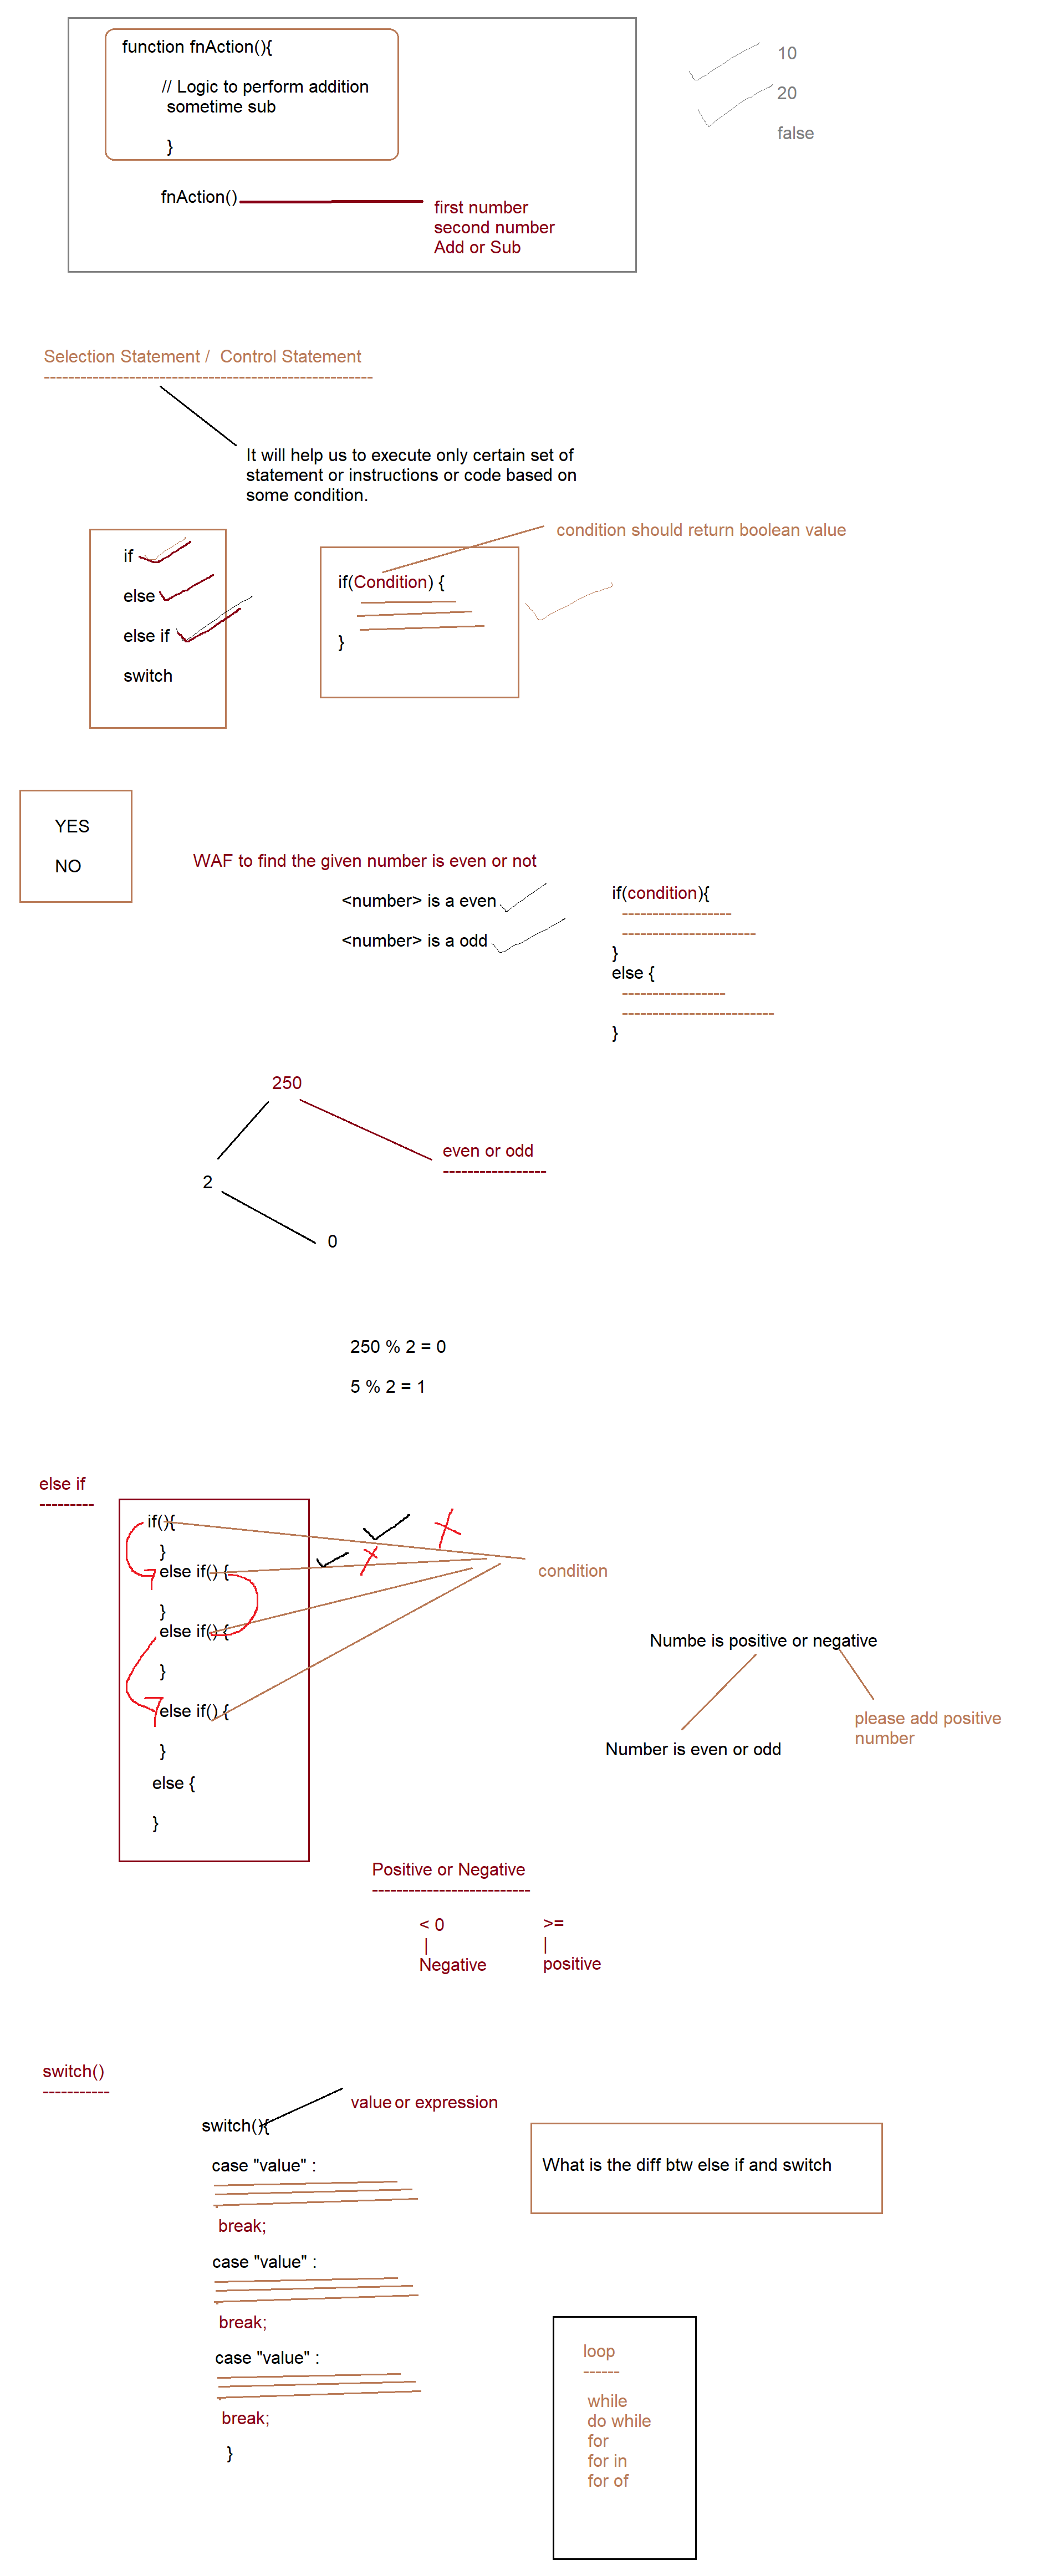 function fnAction(){
// Logic to perform addition
sometime sub
}
fnAction()
first number
second number
Add or Sub
10
20
false
Selection Statement /  Control Statement
-------------------------------------------------------
It will help us to execute only certain set of
statement or instructions or code based on
some condition.
if
else
else if
switch
condition should return boolean value
if(Condition) {
}
YES
NO
WAF to find the given number is even or not
<number> is a even
<number> is a odd
if(condition){
------------------
----------------------
}
else {
-----------------
-------------------------
}
250
even or odd
-----------------
2
0
250 % 2 = 0
5 % 2 = 1
else if
---------
if(){
}
else if() {
}
else if() {
}
else if() {
}
else {
}
condition
Numbe is positive or negative
please add positive
number
Number is even or odd
Positive or Negative
--------------------------
< 0
|
Negative
>=
|
positive
switch()
-----------
value or expression
switch(){
case "value" :
break;
case "value" :
break;
case "value" :
break;
}
What is the diff btw else if and switch
loop
------
while
do while
for
for in
for of